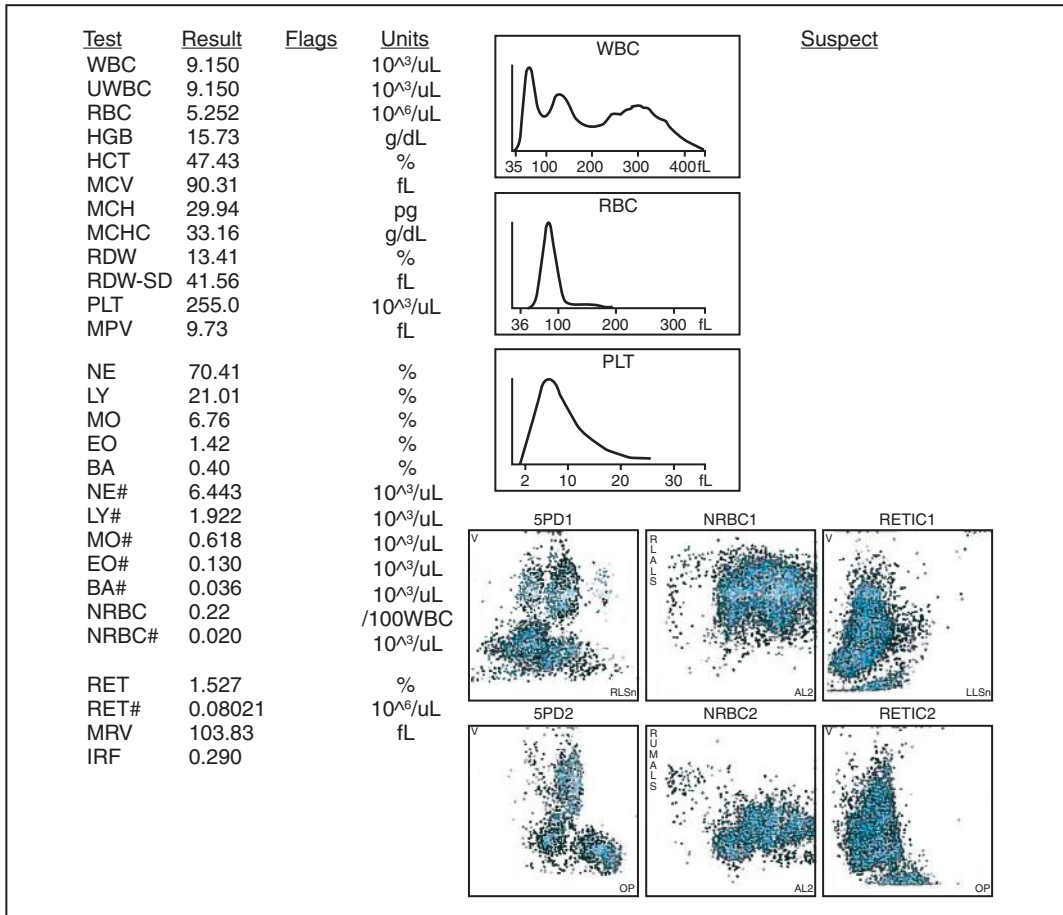 Test Result Flags Units
WBC 9.150 10^3/uL
UWBC 9.150 10^3/uL
RBC 5.252 10^6/uL
HGB 15.73 g/dL
HCT 47.43 %
MCV 90.31 fL
MCH 29.94 pg
MCHC 33.16 g/dL
RDW 13.41 %
RDW-SD 41.56 fL
PLT 255.0 10^3/uL
MPV 9.73 fL
NE 70.41 %
LY 21.01 %
MO 6.76 %
EO 1.42 %
BA 0.40 %
NE# 6.443 10^3/uL
LY# 1.922 10^3/uL
MO# 0.618 10^3/uL
EO# 0.130 10^3/uL
BA# 0.036 10^3/uL
NRBC 0.22 /100WBC
NRBC# 0.020 10^3/uL
RET 1.527 %
RET# 0.08021 10^6/uL
MRV 103.83 fL
IRF 0.290
WBC
35 100 200 300 400 fL
RBC
36 100 200 300 fL
PLT
2 10 20 30 fL
Suspect
5PD1 NRBC1 RETIC1
V RLALS V
RLSn AL2 LLSn
5PD2 NRBC2 RETIC2
V RUMALS V
OP AL2 OP